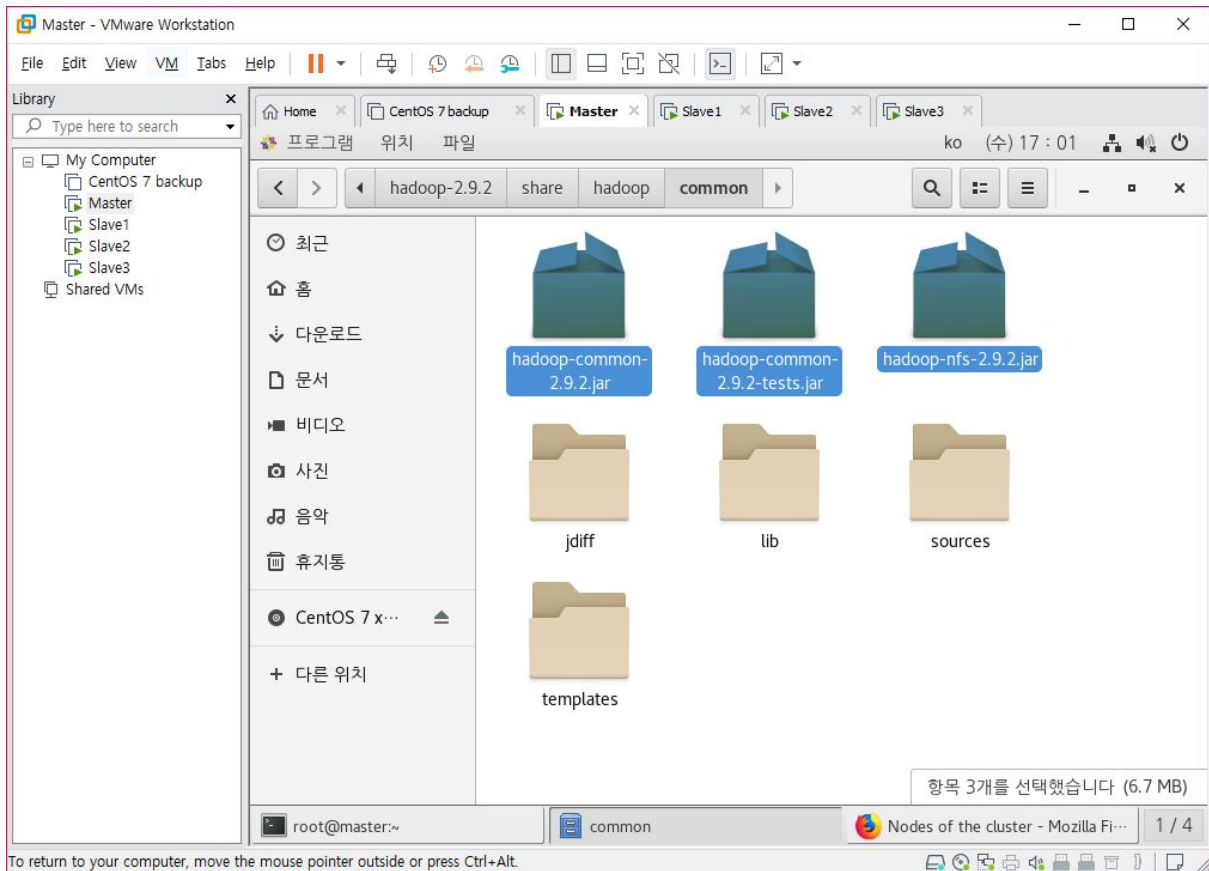 Master - VMware Workstation
File Edit View VM Tabs Help
Library
Type here to search
My Computer
CentOS 7 backup
Master
Slave1
Slave2
Slave3
Shared VMs
Home CentOS 7 backup Master Slave1 Slave2 Slave3
프로그램 위치 파일 ko (수) 17 : 01
hadoop-2.9.2 share hadoop common
최근
홈
다운로드
문서
비디오
사진
음악
휴지통
CentOS 7 x…
+ 다른 위치
hadoop-common-
2.9.2.jar
hadoop-common-
2.9.2-tests.jar
hadoop-nfs-2.9.2.jar
jdiff
lib
sources
templates
항목 3개를 선택했습니다 (6.7 MB)
root@master:~ common Nodes of the cluster - Mozilla Fi… 1 / 4
To return to your computer, move the mouse pointer outside or press Ctrl+Alt.